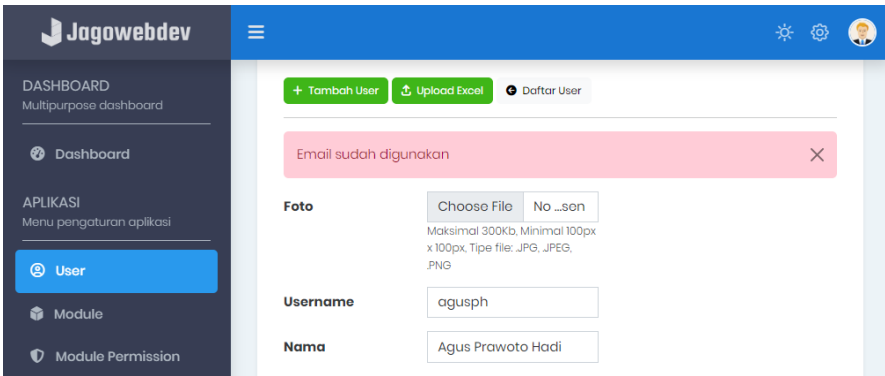 Jagowebdev
DASHBOARD
Multipurpose dashboard
Dashboard
APLIKASI
Menu pengaturan aplikasi
User
Module
Module Permission
+ Tambah User
Upload Excel
Daftar User
Email sudah digunakan
Foto
Choose File
No ...sen
Maksimal 300Kb, Minimal 100px
x 100px, Tipe file: .JPG, .JPEG,
.PNG
Username
agusph
Nama
Agus Prawoto Hadi